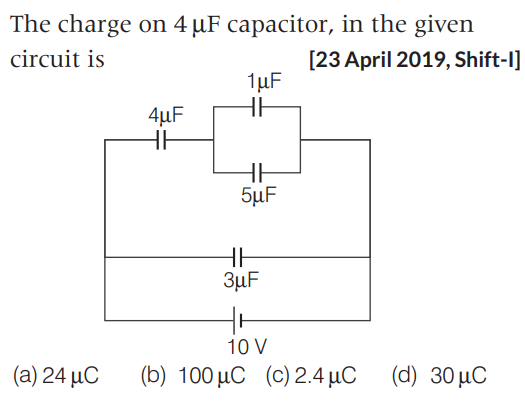 The charge on 4 μF capacitor, in the given
circuit is [23 April 2019, Shift-I]
1μF
4μF
5μF
3μF
10 V
(a) 24 μC (b) 100 μC (c) 2.4 μC (d) 30 μC